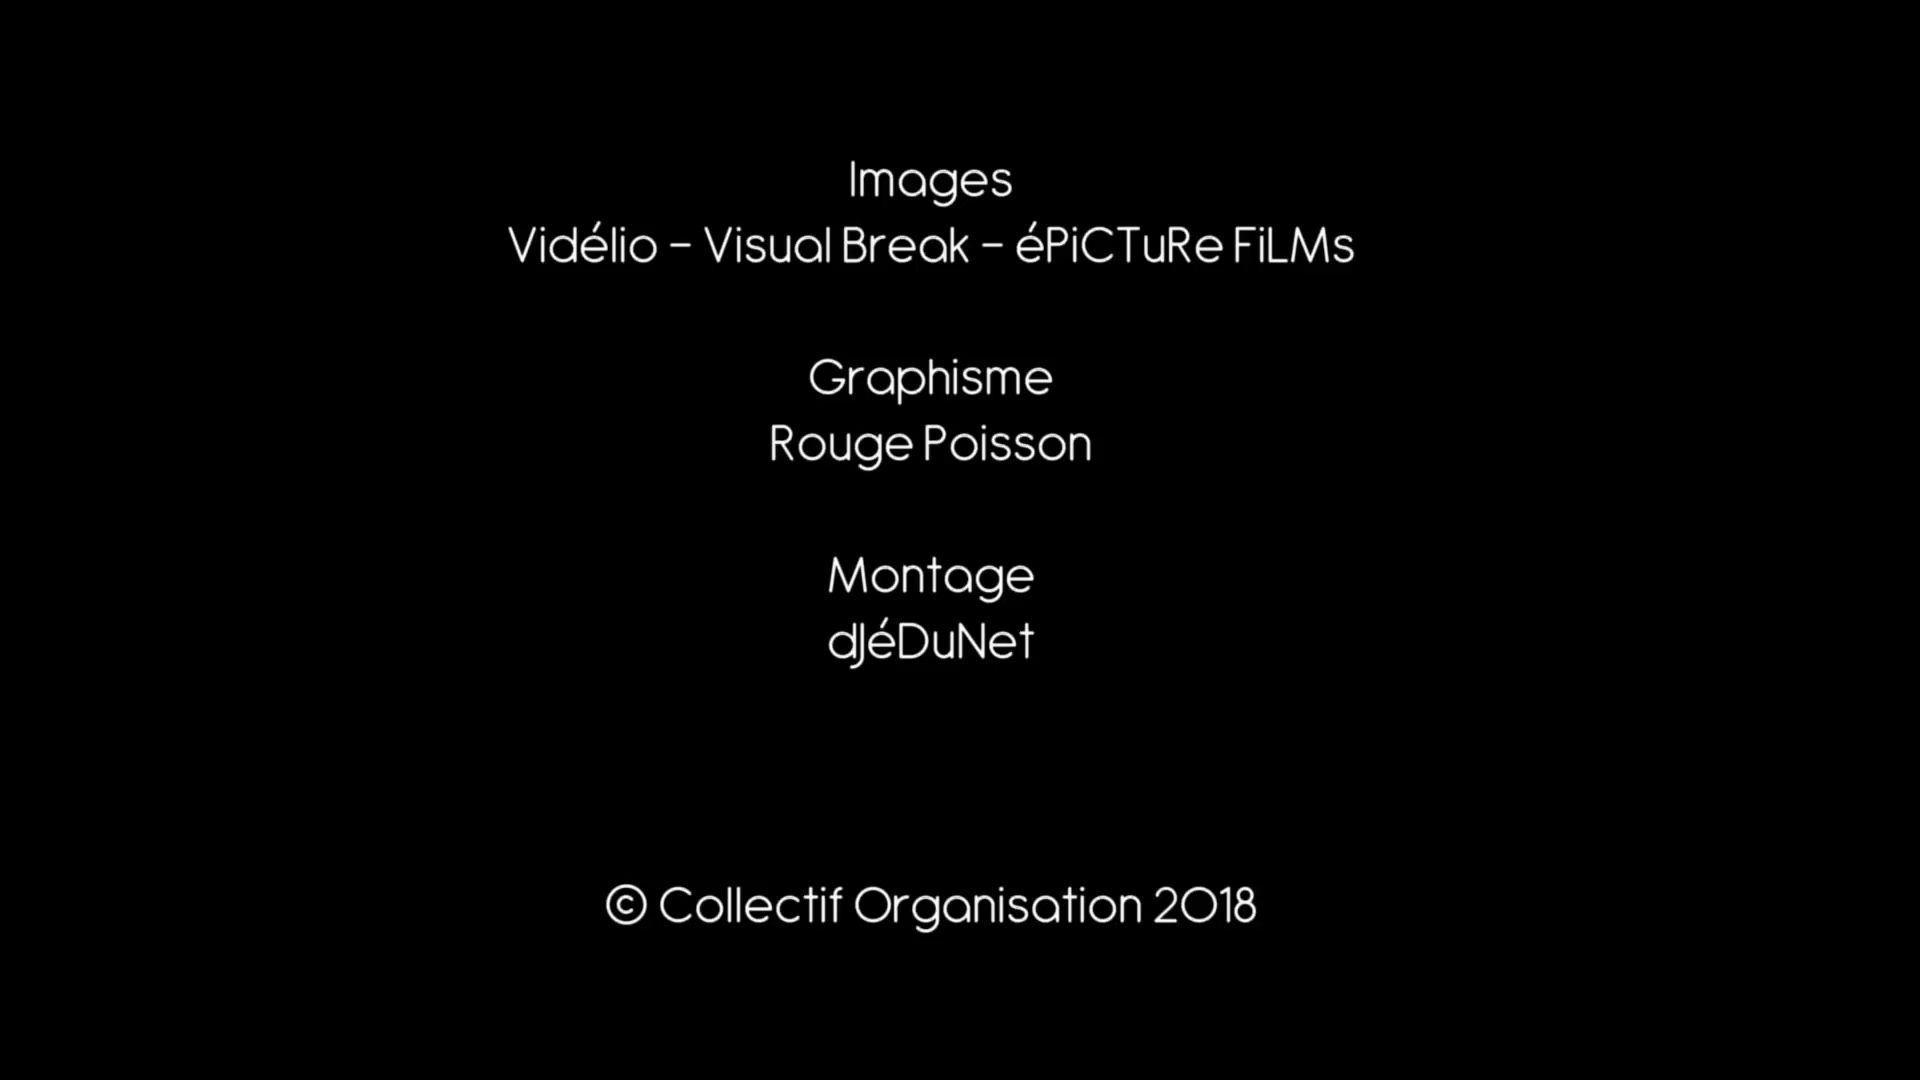 Images
Vidélio - Visual Break - éPiCTuRe FiLMs
Graphisme
Rouge Poisson
Montage
dJéDuNet
© Collectif Organisation 2018